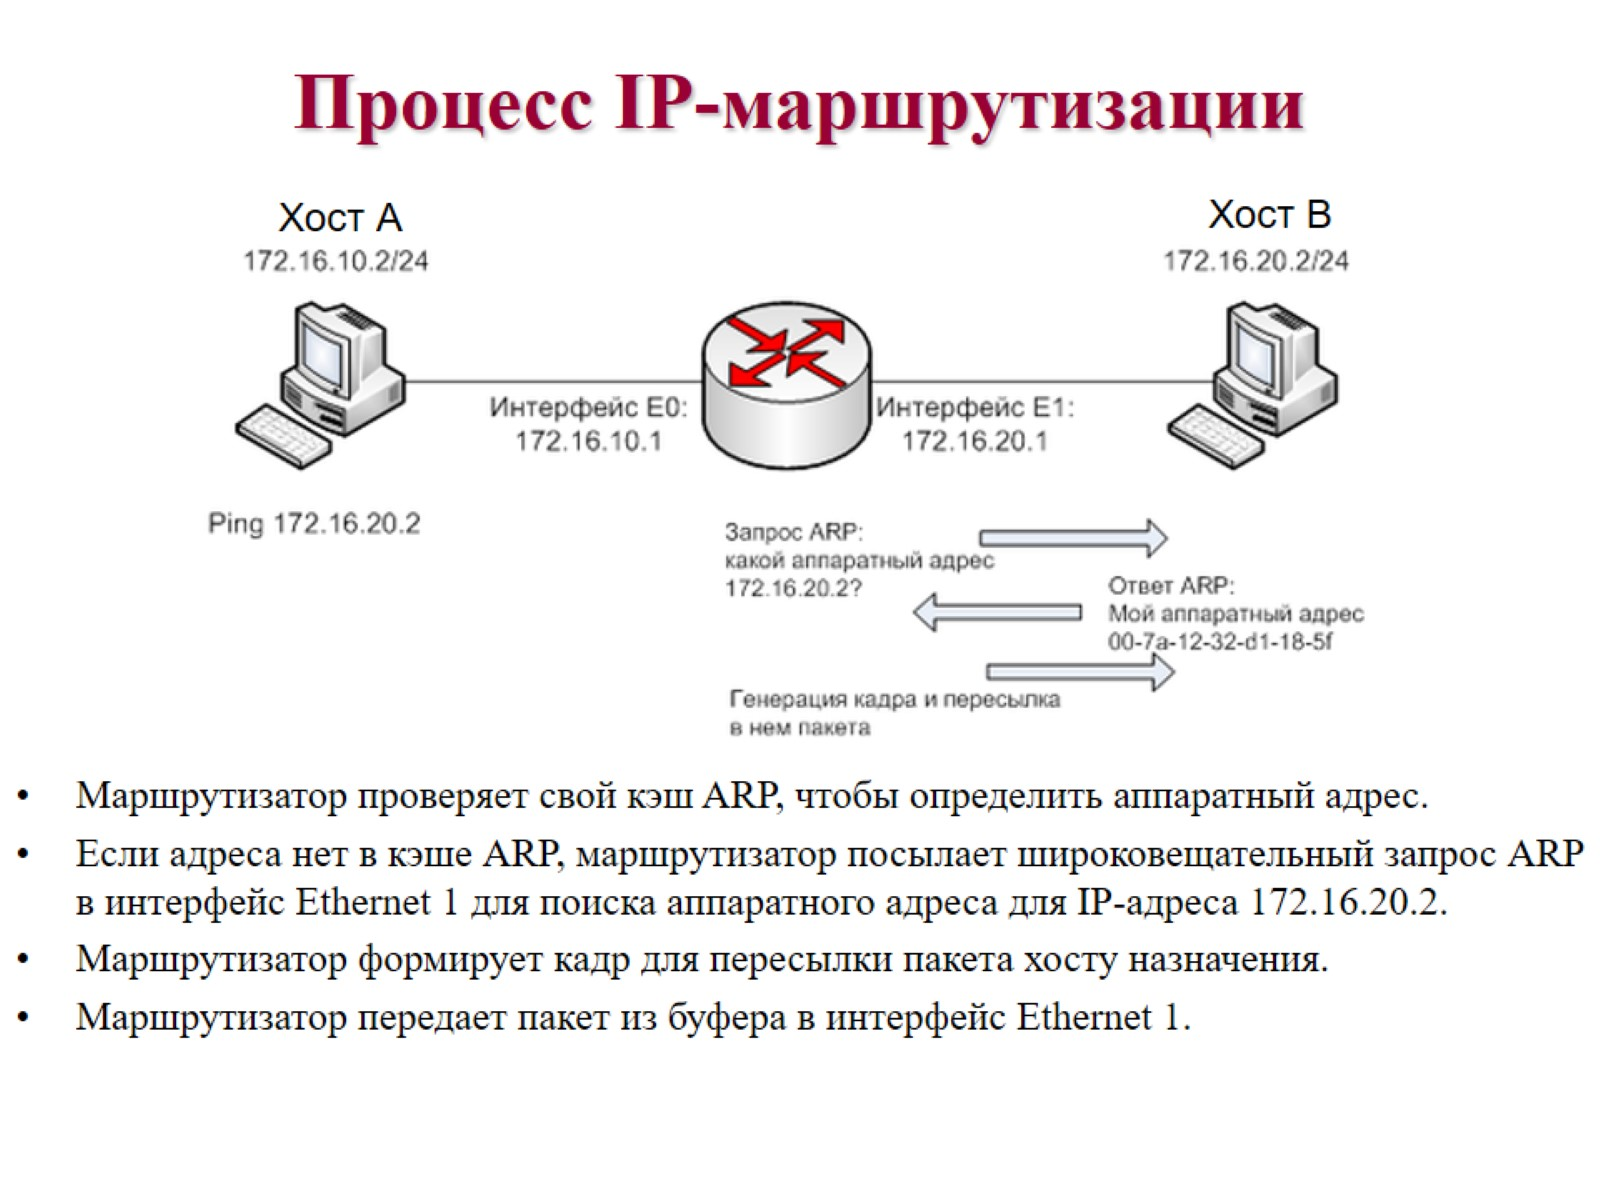 Процесс IP-маршрутизации
Хост A
172.16.10.2/24
Хост B
172.16.20.2/24
Интерфейс E0:
172.16.10.1
Интерфейс E1:
172.16.20.1
Ping 172.16.20.2
Запрос ARP:
какой аппаратный адрес
172.16.20.2?
Ответ ARP:
Мой аппаратный адрес
00-7a-12-32-d1-18-5f
Генерация кадра и пересылка
в нем пакета
• Маршрутизатор проверяет свой кэш ARP, чтобы определить аппаратный адрес.
• Если адреса нет в кэше ARP, маршрутизатор посылает широковещательный запрос ARP
в интерфейс Ethernet 1 для поиска аппаратного адреса для IP-адреса 172.16.20.2.
• Маршрутизатор формирует кадр для пересылки пакета хосту назначения.
• Маршрутизатор передает пакет из буфера в интерфейс Ethernet 1.